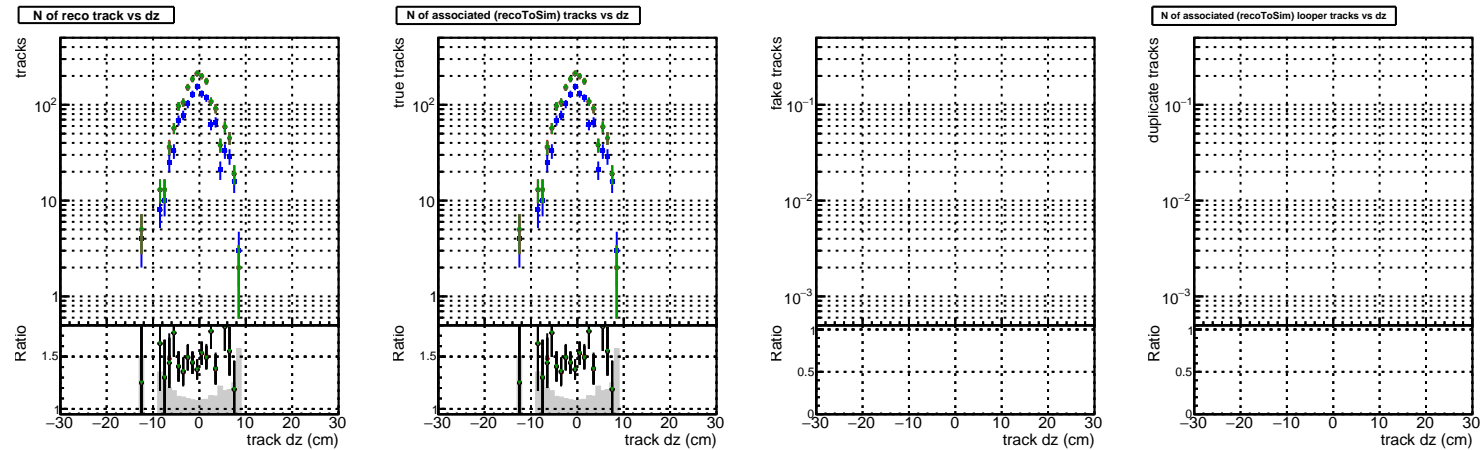 N of reco track vs dz
tracks
10²
10
1
Ratio
1.5
1
−30 −20 −10 0 10 20 30
track dz (cm)
N of associated (recoToSim) tracks vs dz
true tracks
10²
10
1
Ratio
1.5
1
−30 −20 −10 0 10 20 30
track dz (cm)
fake tracks
10⁻¹
10⁻²
10⁻³
Ratio
1
0.5
0
−30 −20 −10 0 10 20 30
track dz (cm)
N of associated (recoToSim) looper tracks vs dz
duplicate tracks
10⁻¹
10⁻²
10⁻³
Ratio
1
0.5
0
−30 −20 −10 0 10 20 30
track dz (cm)